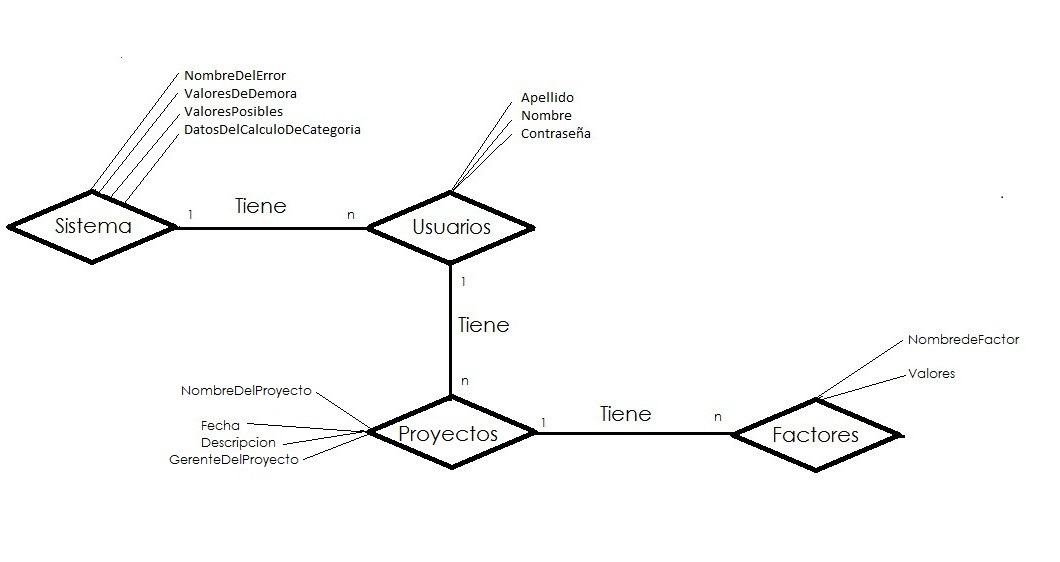 NombreDelError
ValoresDeDemora
ValoresPosibles
DatosDelCalculoDeCategoria
Apellido
Nombre
Contraseña
Sistema
1
Tiene
n
Usuarios
1
Tiene
n
NombreDelProyecto
Fecha
Descripcion
GerenteDelProyecto
Proyectos
1
Tiene
n
NombredeFactor
Valores
Factores